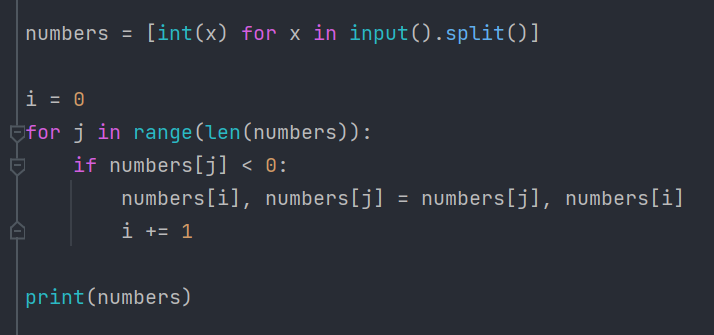 numbers = [int(x) for x in input().split()]

i = 0
for j in range(len(numbers)):
    if numbers[j] < 0:
        numbers[i], numbers[j] = numbers[j], numbers[i]
        i += 1

print(numbers)